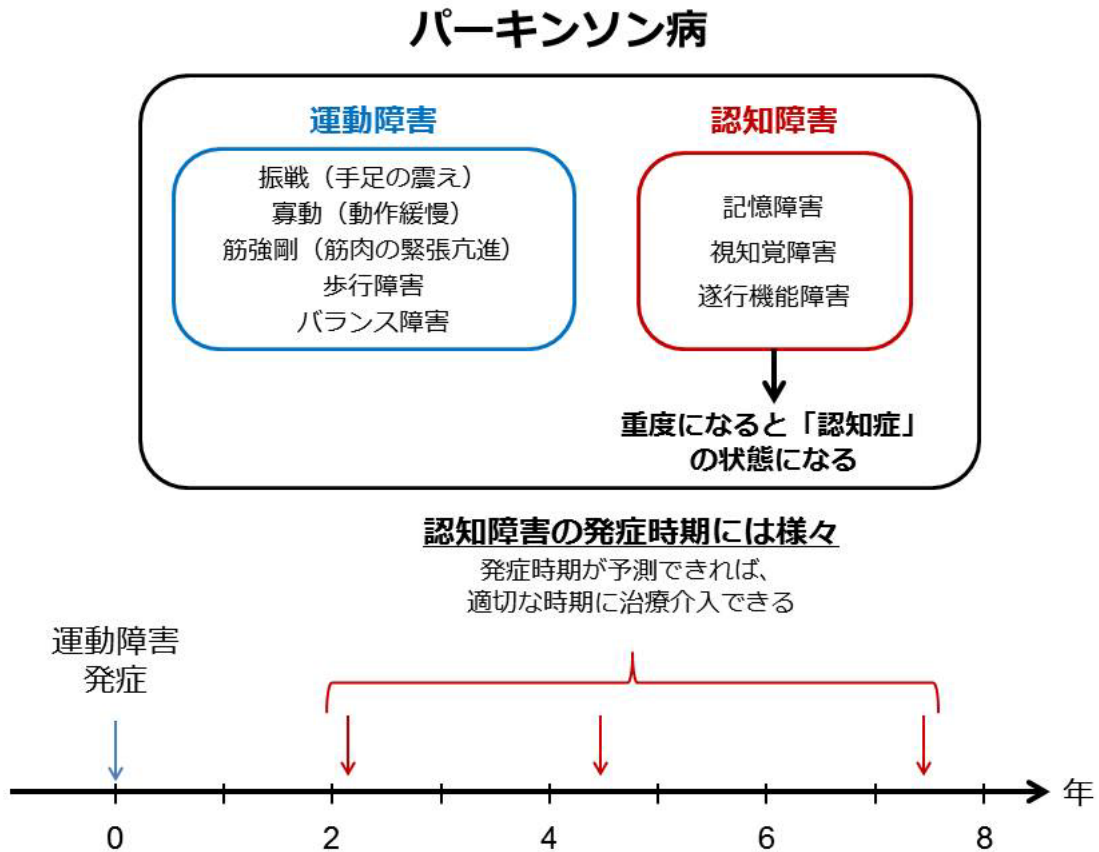 パーキンソン病
運動障害
振戦（手足の震え）
寡動（動作緩慢）
筋強剛（筋肉の緊張亢進）
歩行障害
バランス障害
認知障害
記憶障害
視知覚障害
遂行機能障害
重度になると「認知症」
の状態になる
認知障害の発症時期には様々
発症時期が予測できれば、
適切な時期に治療介入できる
運動障害
発症
年
0 2 4 6 8